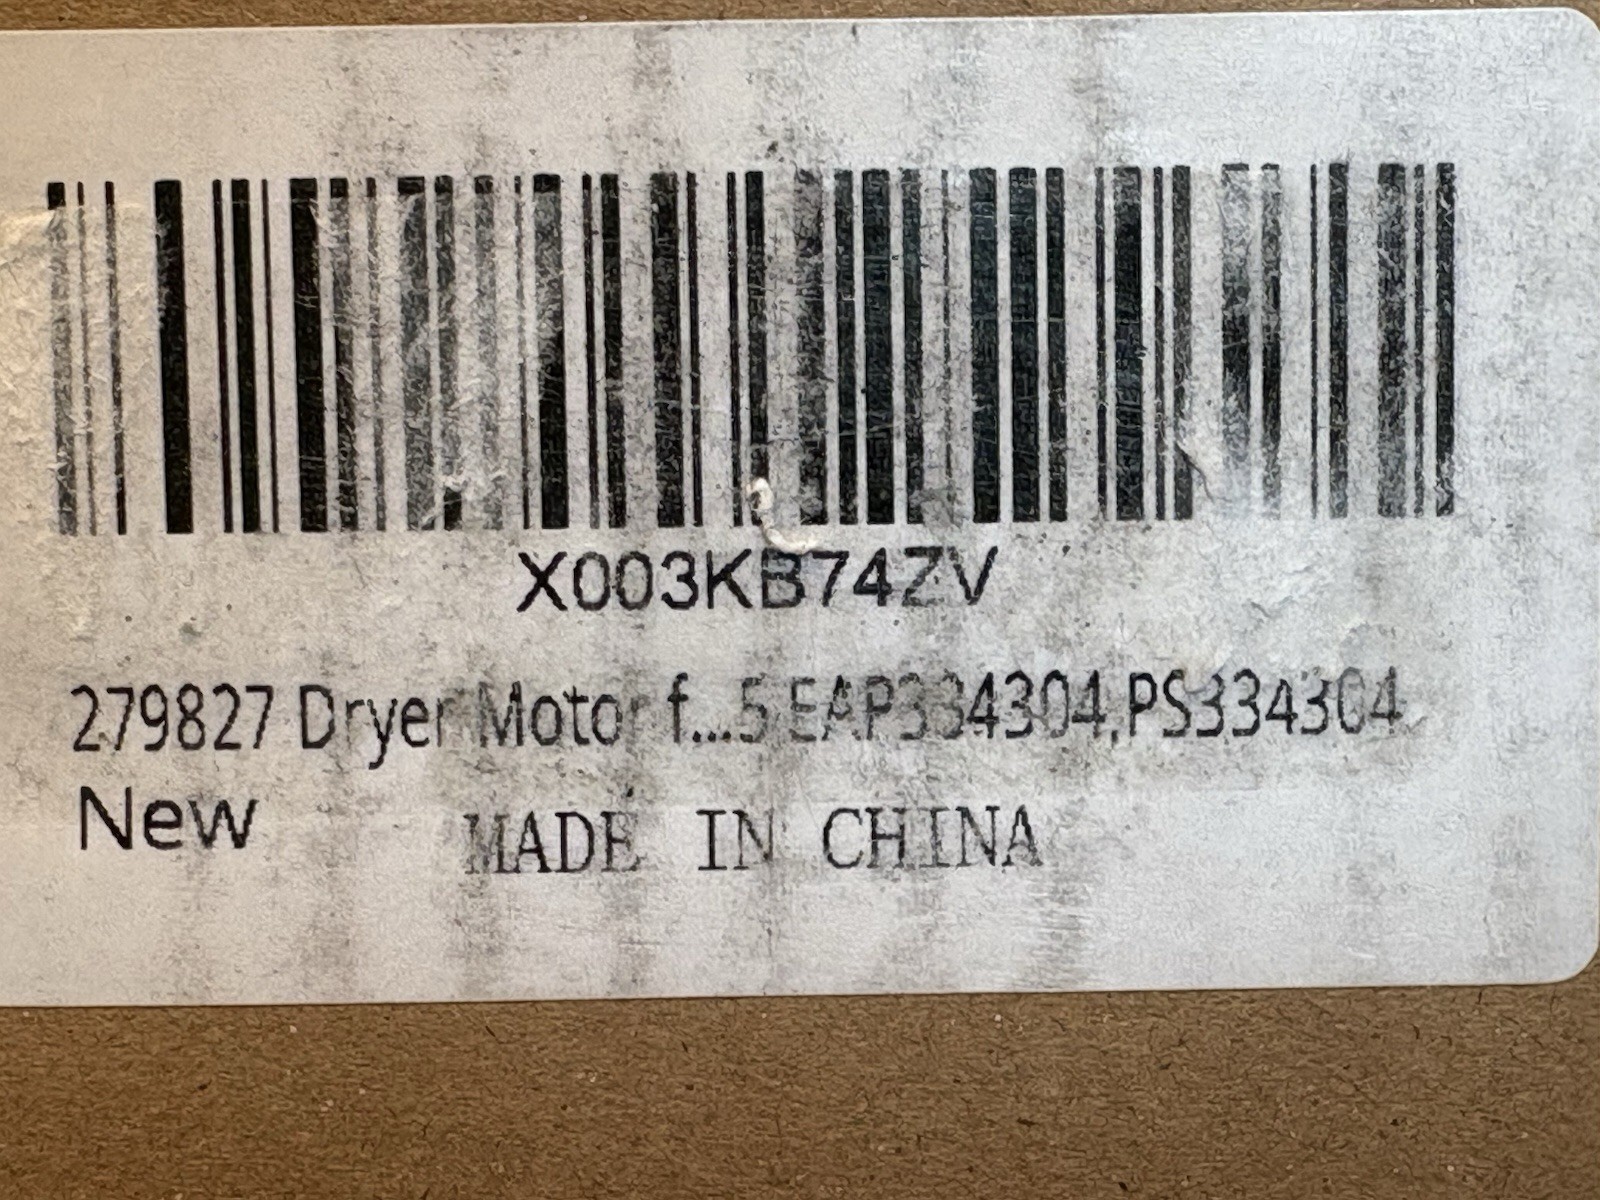 X003KB74ZV
279827 Dryer Motor f...5 EAP334304,PS334304
New
MADE IN CHINA